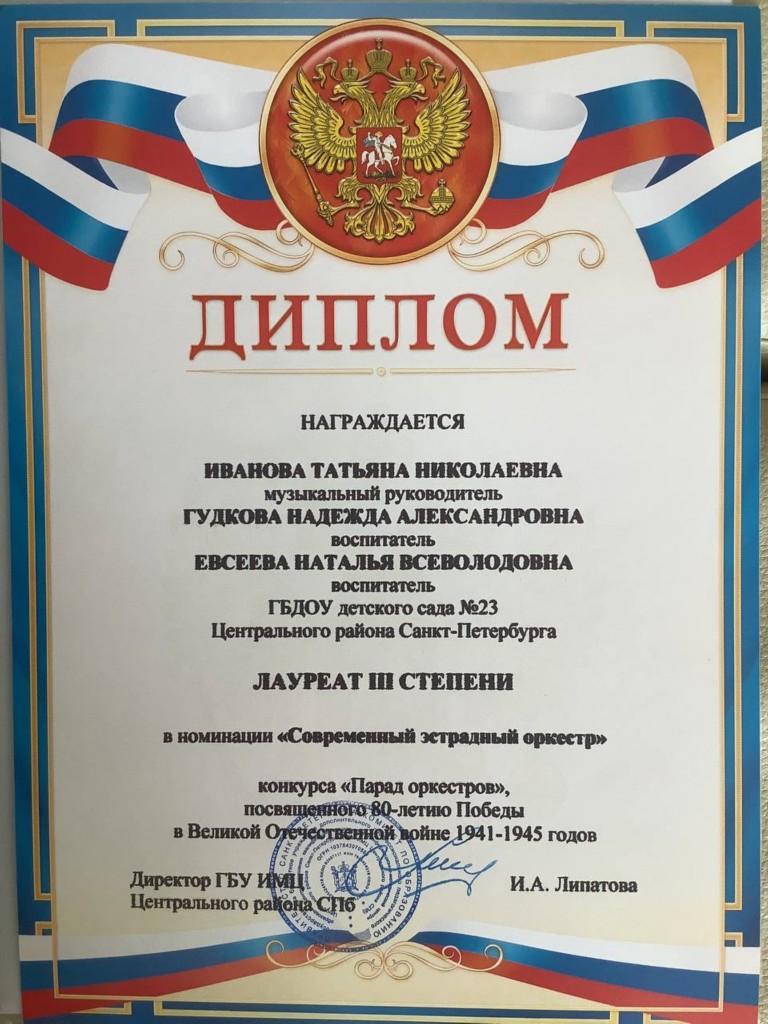 ДИПЛОМ
НАГРАЖДАЕТСЯ
ИВАНОВА ТАТЬЯНА НИКОЛАЕВНА
музыкальный руководитель
ГУДКОВА НАДЕЖДА АЛЕКСАНДРОВНА
воспитатель
ЕВСЕЕВА НАТАЛЬЯ ВСЕВОЛОДОВНА
воспитатель
ГБДОУ детского сада №23
Центрального района Санкт-Петербурга
ЛАУРЕАТ III СТЕПЕНИ
в номинации «Современный эстрадный оркестр»
конкурса «Парад оркестров»,
посвященного 80-летию Победы
в Великой Отечественной войне 1941-1945 годов
Директор ГБУ ИМЦ
Центрального района СПб
И.А. Липатова